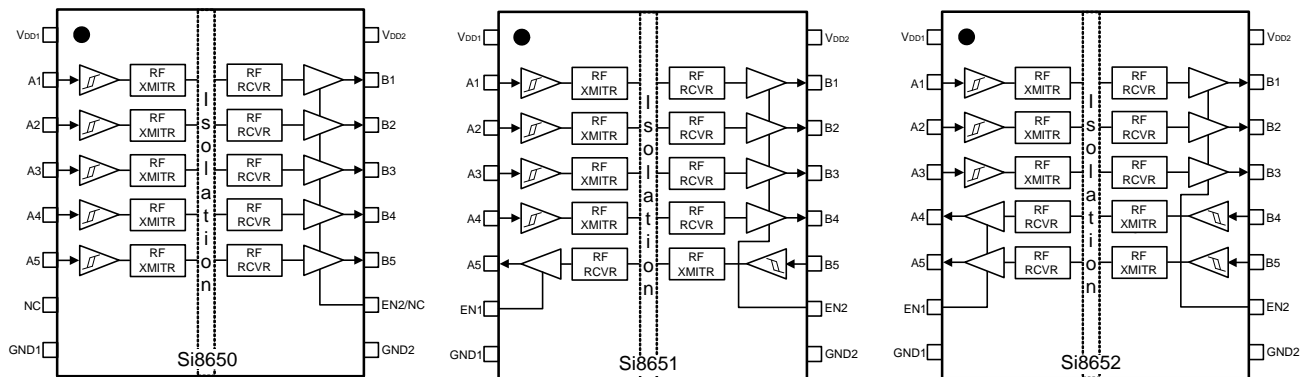 VDD1
VDD2
A1
RF XMITR
RF RCVR
B1
A2
RF XMITR
RF RCVR
B2
A3
RF XMITR
RF RCVR
B3
A4
RF XMITR
RF RCVR
B4
A5
RF XMITR
RF RCVR
B5
NC
EN2/NC
GND1
GND2
Isolation
Si8650
VDD1
VDD2
A1
RF XMITR
RF RCVR
B1
A2
RF XMITR
RF RCVR
B2
A3
RF XMITR
RF RCVR
B3
A4
RF XMITR
RF RCVR
B4
A5
RF RCVR
RF XMITR
B5
EN1
EN2
GND1
GND2
Isolation
Si8651
VDD1
VDD2
A1
RF XMITR
RF RCVR
B1
A2
RF XMITR
RF RCVR
B2
A3
RF XMITR
RF RCVR
B3
A4
RF RCVR
RF XMITR
B4
A5
RF RCVR
RF XMITR
B5
EN1
EN2
GND1
GND2
Isolation
Si8652